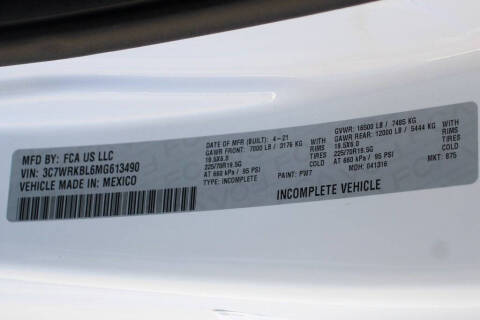 MFD BY: FCA US LLC
VIN: 3C7WRKBL6MG613490
VEHICLE MADE IN: MEXICO
DATE OF MFR (BUILT): 4-21
GAWR FRONT: 7000 LB / 3176 KG WITH
19.5X6.0 RIMS
225/70R19.5G TIRES
AT 660 kPa / 95 PSI COLD
TYPE: INCOMPLETE
GVWR: 16500 LB / 7485 KG
GAWR REAR: 12000 LB / 5444 KG WITH
19.5X6.0 RIMS
225/70R19.5G TIRES
AT 660 kPa / 95 PSI COLD
PAINT: PW7 MDH: 041316 MKT: 875
INCOMPLETE VEHICLE